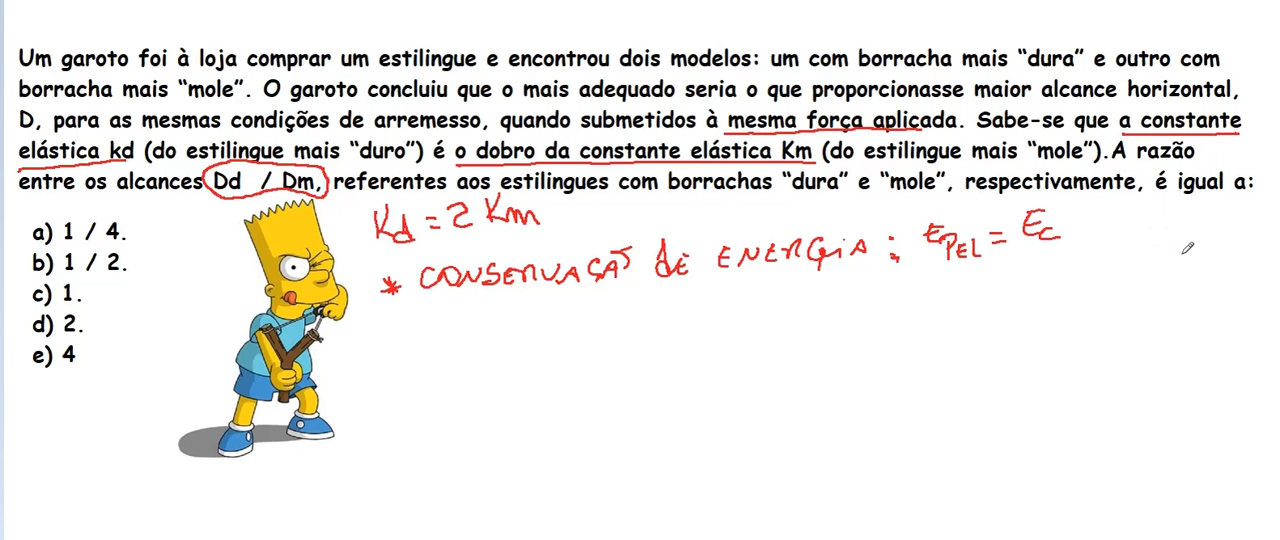 Um garoto foi à loja comprar um estilingue e encontrou dois modelos: um com borracha mais “dura” e outro com
borracha mais “mole”. O garoto concluiu que o mais adequado seria o que proporcionasse maior alcance horizontal,
D, para as mesmas condições de arremesso, quando submetidos à mesma força aplicada. Sabe-se que a constante
elástica kd (do estilingue mais “duro”) é o dobro da constante elástica Km (do estilingue mais “mole”).A razão
entre os alcances Dd / Dm, referentes aos estilingues com borrachas “dura” e “mole”, respectivamente, é igual a:
a) 1 / 4.
b) 1 / 2.
c) 1.
d) 2.
e) 4
Kd = 2 Km
* CONSERVAÇÃO DE ENERGIA : EPEL = Ec